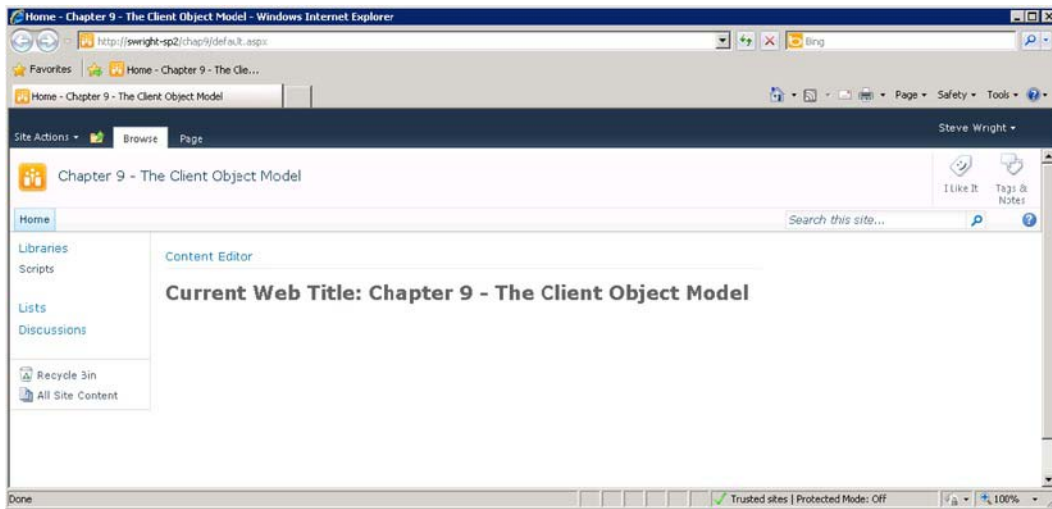 Home - Chapter 9 - The Client Object Model - Windows Internet Explorer
http://swright-sp2/chap9/default.aspx
Bing
Favorites
Home - Chapter 9 - The Clie...
Home - Chapter 9 - The Client Object Model
Page
Safety
Tools
Site Actions
Browse
Page
Steve Wright
Chapter 9 - The Client Object Model
I Like It
Tags & Notes
Home
Search this site...
Libraries
Scripts
Lists
Discussions
Recycle Bin
All Site Content
Content Editor
Current Web Title: Chapter 9 - The Client Object Model
Done
Trusted sites | Protected Mode: Off
100%